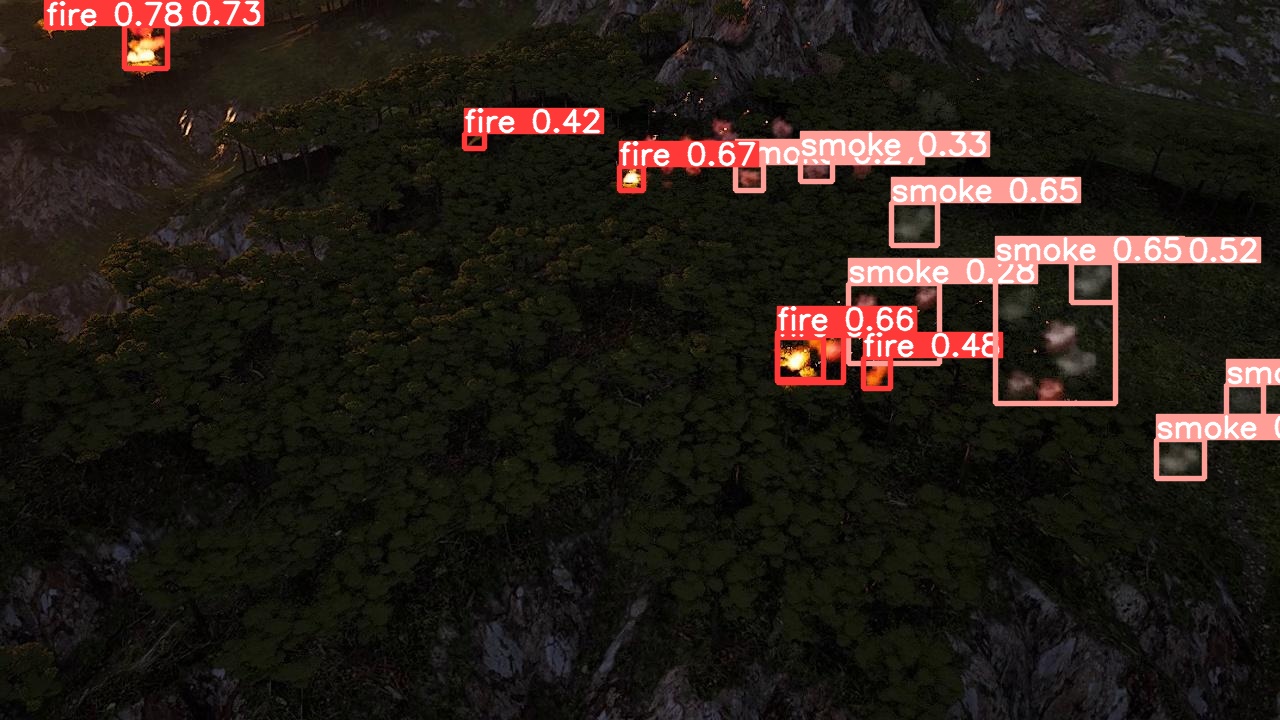 fire 0.78 0.73
fire 0.42
fire 0.67
smoke 0.33
smoke 0.65
smoke 0.65 0.52
smoke 0.28
fire 0.66
fire 0.48
smoke